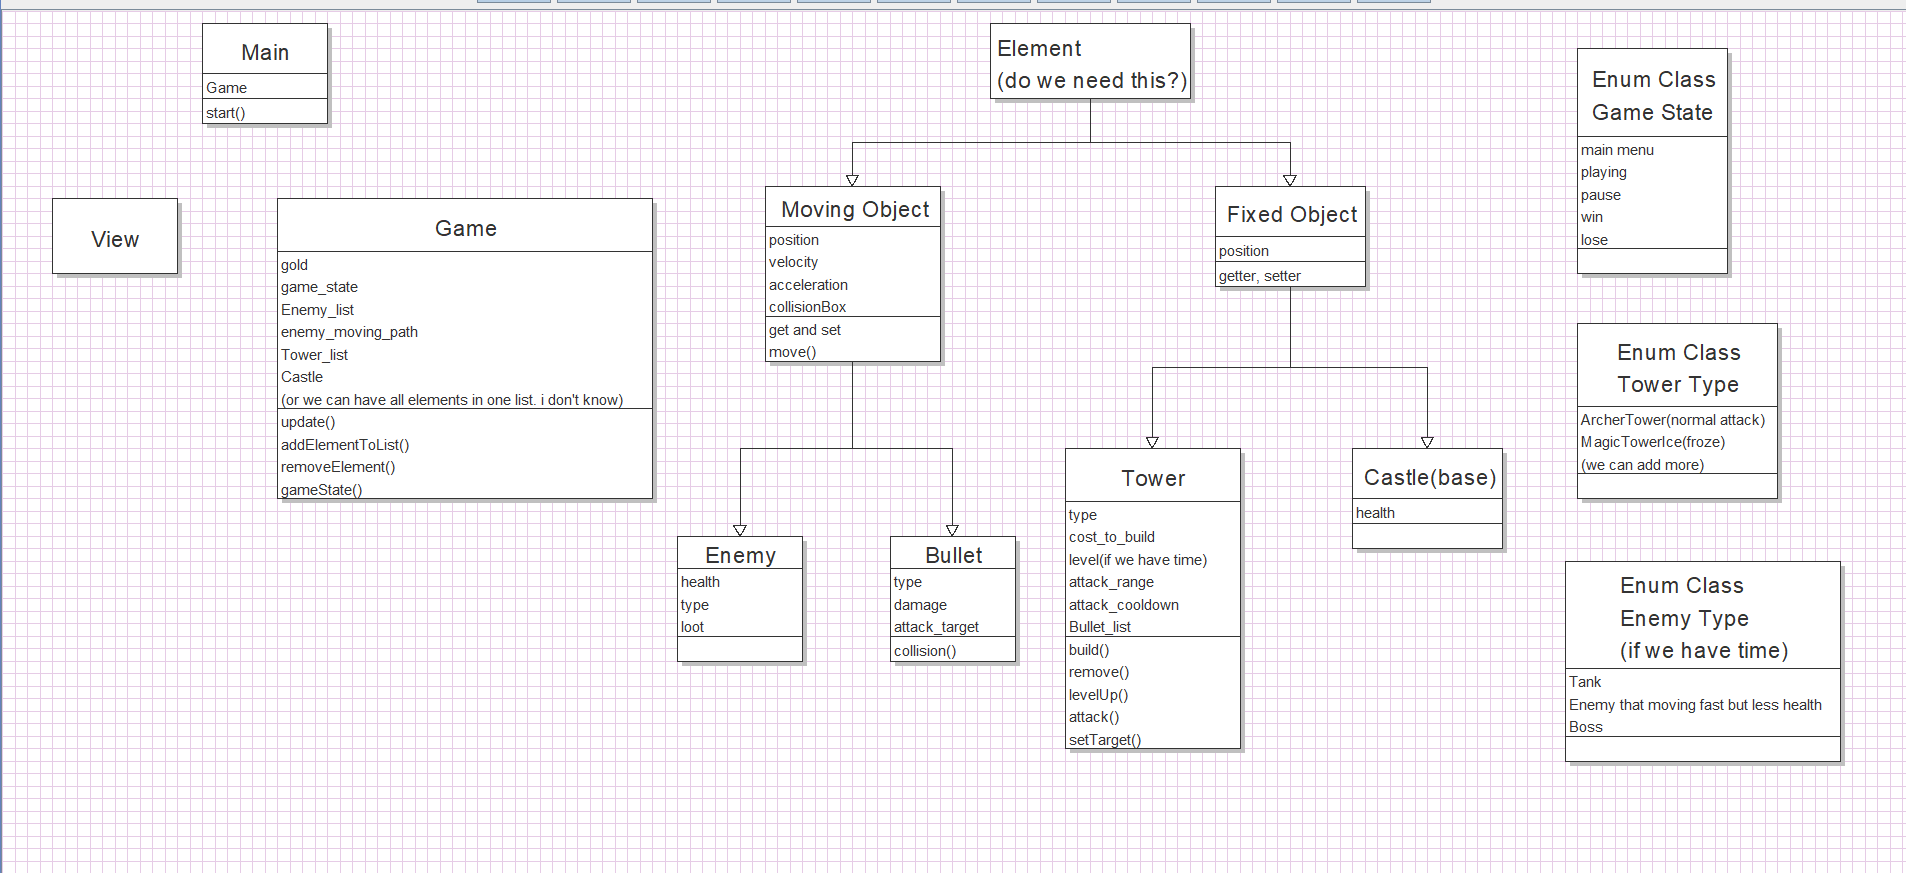 Main
Game
start()
View
Game
gold
game_state
Enemy_list
enemy_moving_path
Tower_list
Castle
(or we can have all elements in one list. i don't know)
update()
addElementToList()
removeElement()
gameState()
Element
(do we need this?)
Moving Object
position
velocity
acceleration
collisionBox
get and set
move()
Fixed Object
position
getter, setter
Enemy
health
type
loot
Bullet
type
damage
attack_target
collision()
Tower
type
cost_to_build
level(if we have time)
attack_range
attack_cooldown
Bullet_list
build()
remove()
levelUp()
attack()
setTarget()
Castle(base)
health
Enum Class
Game State
main menu
playing
pause
win
lose
Enum Class
Tower Type
ArcherTower(normal attack)
MagicTowerIce(froze)
(we can add more)
Enum Class
Enemy Type
(if we have time)
Tank
Enemy that moving fast but less health
Boss